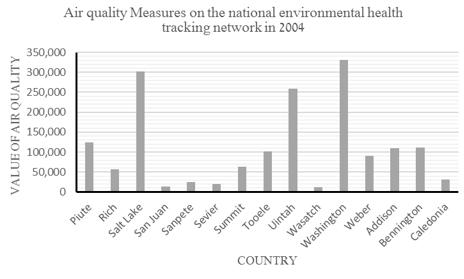 Air quality Measures on the national environmental health
tracking network in 2004
VALUE OF AIR QUALITY
350,000
300,000
250,000
200,000
150,000
100,000
50,000
0
Piute
Rich
Salt Lake
San Juan
Sanpete
Sevier
Summit
Tooele
Uintah
Wasatch
Washington
Weber
Addison
Bennington
Caledonia
COUNTRY